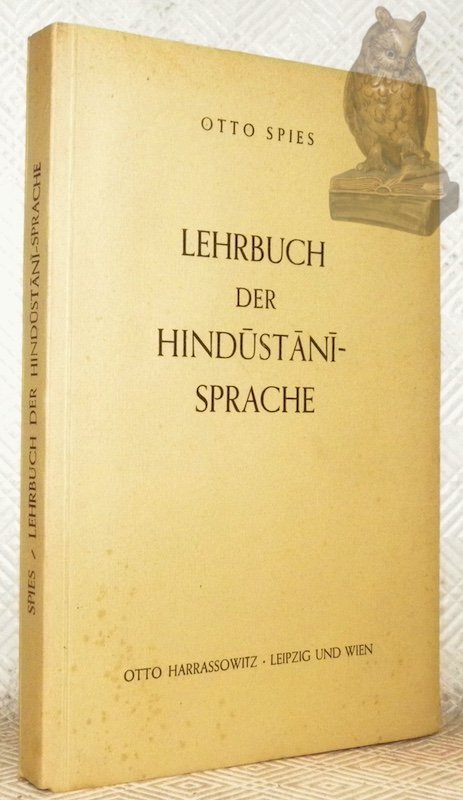 OTTO SPIES
LEHRBUCH
DER
HINDŪSTĀNĪ-
SPRACHE
OTTO HARRASSOWITZ · LEIPZIG UND WIEN
SPIES / LEHRBUCH DER HINDŪSTĀNĪ-SPRACHE